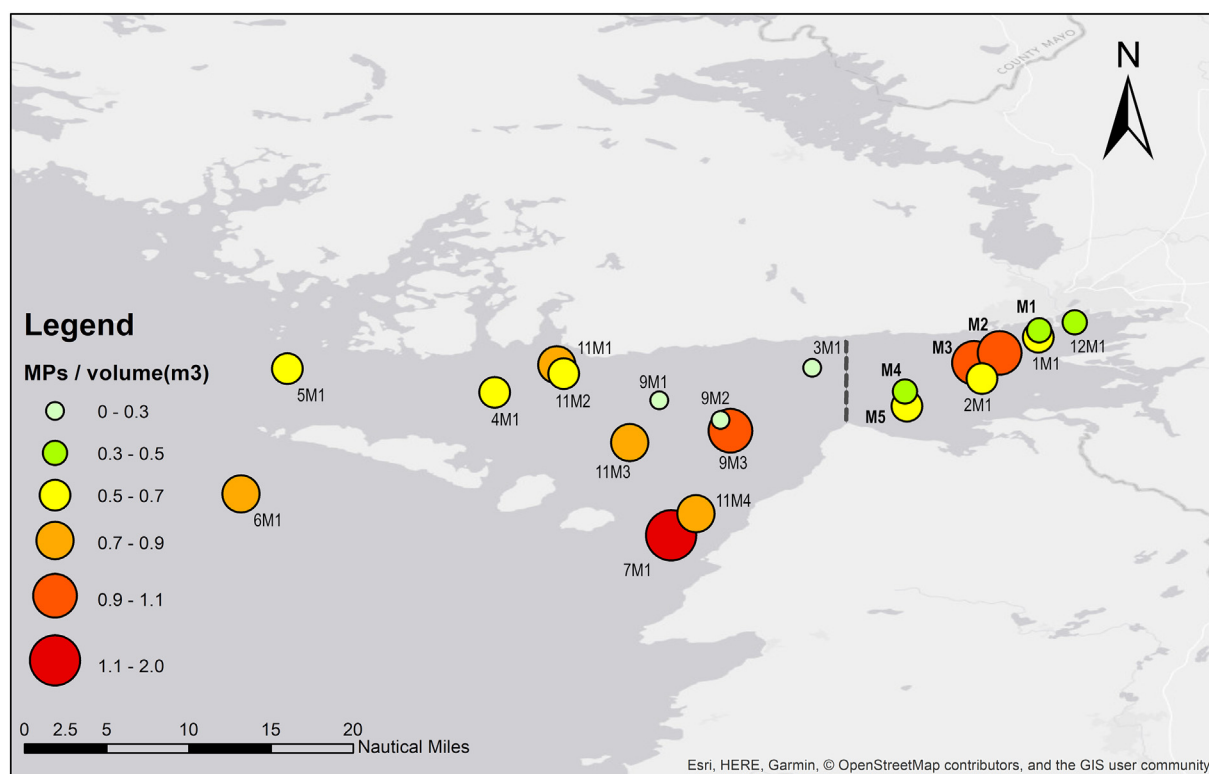 COUNTY MAYO
N
M1
M2
12M1
11M1
3M1
M3
1M1
9M1
M4
5M1
11M2
9M2
2M1
4M1
M5
11M3
9M3
11M4
6M1
7M1
Legend
MPs / volume(m3)
0 - 0.3
0.3 - 0.5
0.5 - 0.7
0.7 - 0.9
0.9 - 1.1
1.1 - 2.0
0 2.5 5 10 15 20
Nautical Miles
Esri, HERE, Garmin, © OpenStreetMap contributors, and the GIS user community